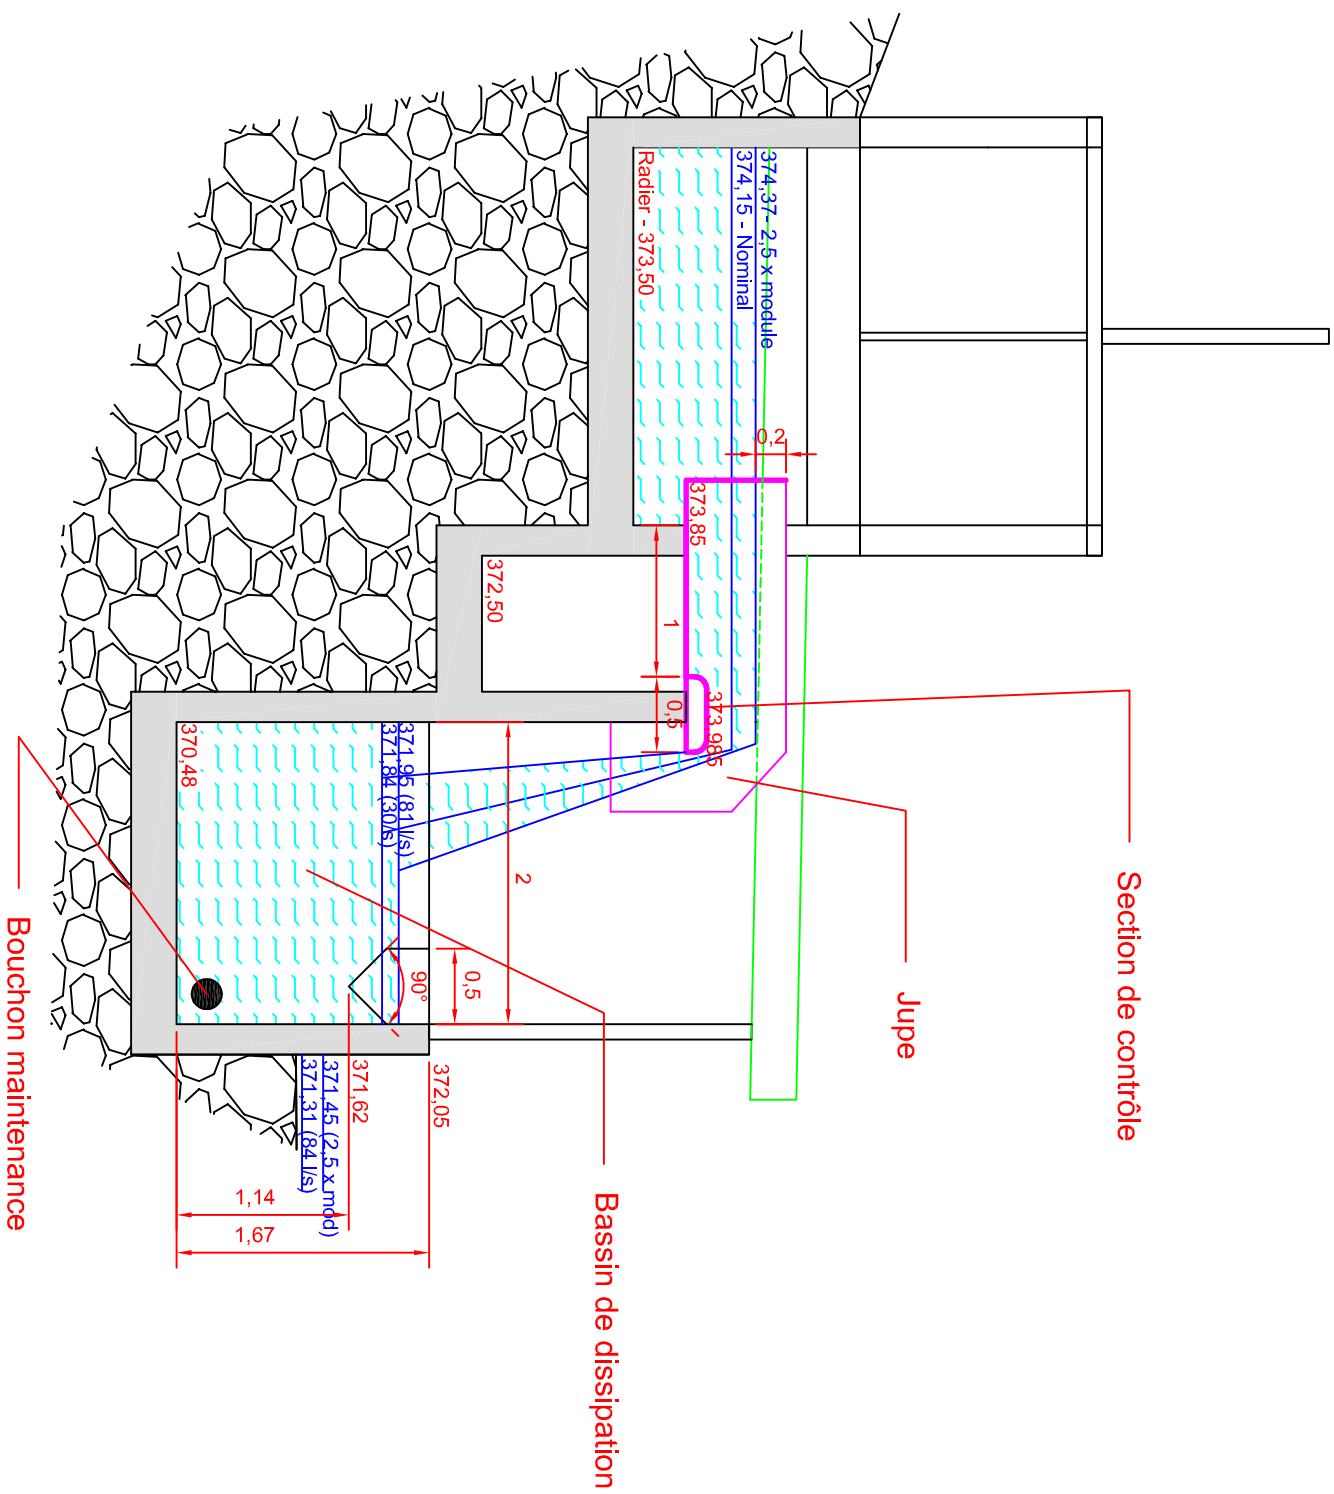 Section de contrôle
Jupe
0,2
374,37- 2,5 x module
374,15 - Nominal
373,985
373,85
Radier - 373,50
1
0,5
Bassin de dissipation
2
372,50
0,5
90°
372,05
371,95 (81 l/s)
371,84 (30/s)
371,62
371,45 (2,5 x mod)
371,31 (84 l/s)
1,14
1,67
370,48
Bouchon maintenance